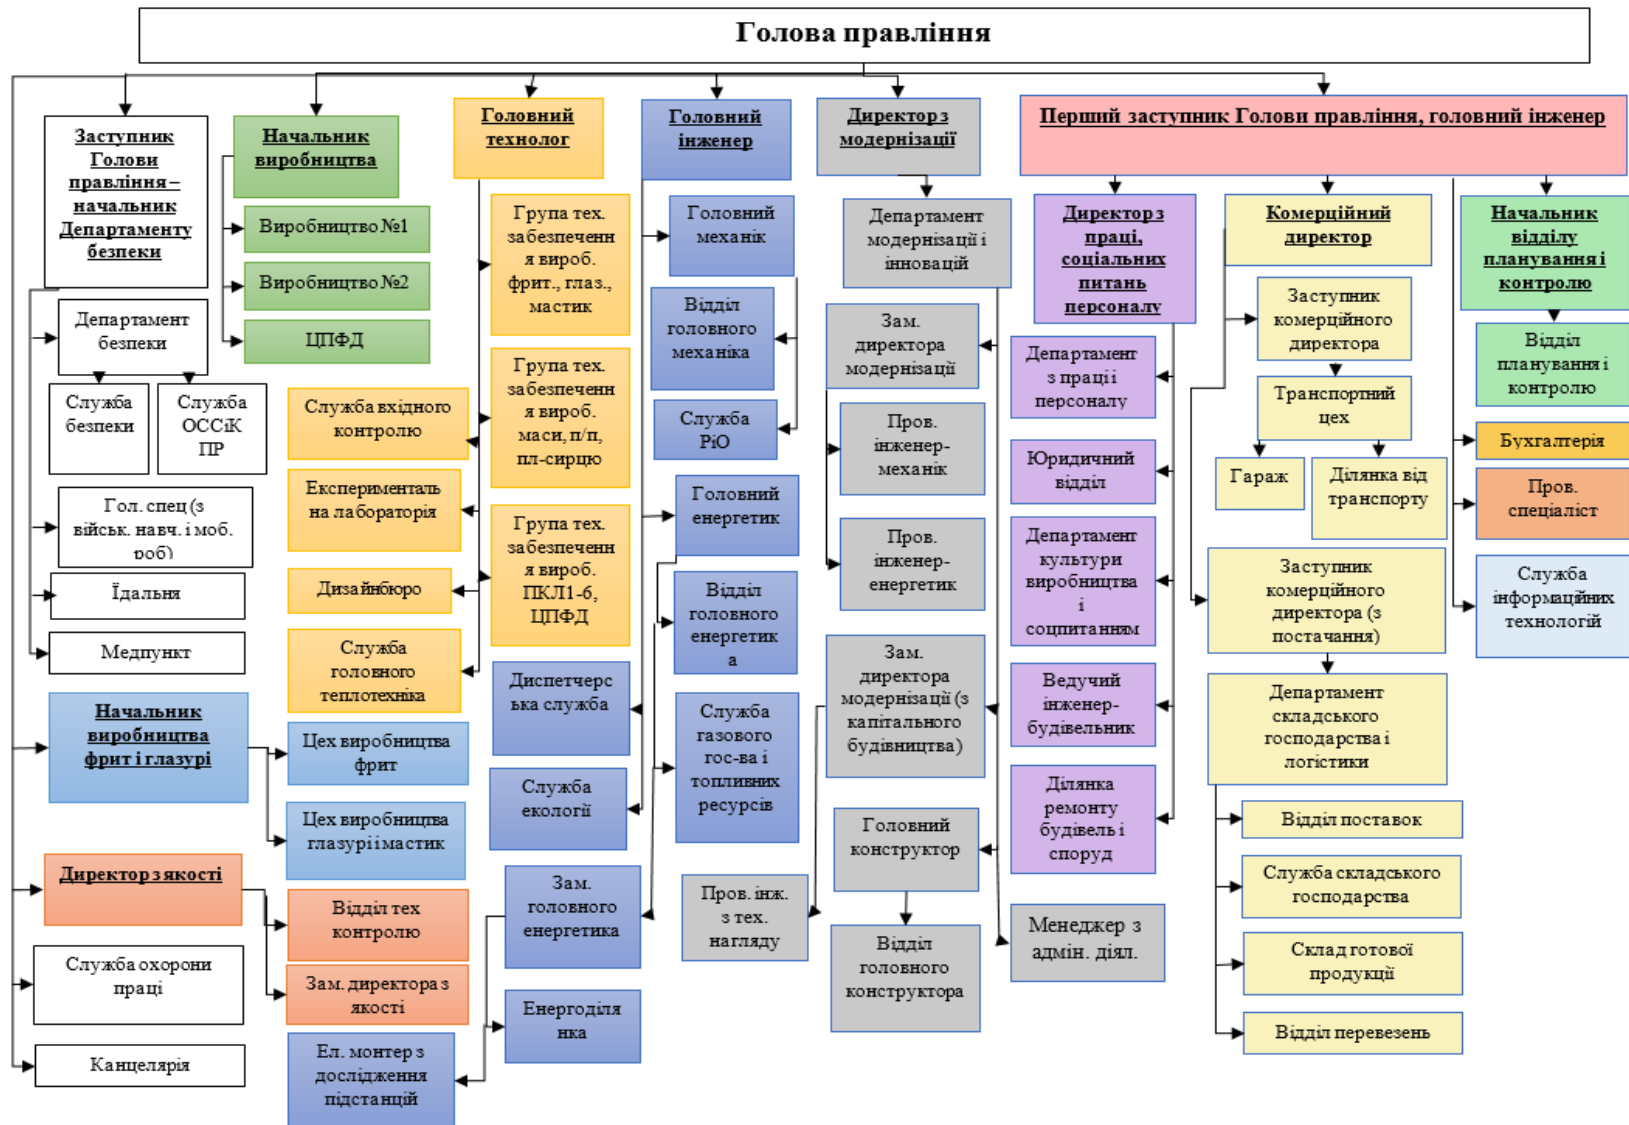 Голова правління
Заступник
Голови
правління –
начальник
Департаменту
безпеки
Департамент
безпеки
Служба
безпеки
Служба
ОССіК
ПР
Гол. спец (з
військ. навч. і моб.
роб)
Їдальня
Медпункт
Начальник
виробництва
Виробництво №1
Виробництво №2
ЦПФД
Головний
технолог
Група тех.
забезпеченн
я вироб.
фрит., глаз.,
мастик
Група тех.
забезпеченн
я вироб.
маси, п/п,
пл-сирцю
Група тех.
забезпеченн
я вироб.
ПКЛ1-6,
ЦПФД
Служба вхідного
контролю
Експерименталь
на лабораторія
Дизайнбюро
Служба
головного
теплотехніка
Головний
інженер
Головний
механік
Відділ
головного
механіка
Служба
РіО
Головний
енергетик
Відділ
головного
енергетик
а
Служба
газового
гос-ва і
топливних
ресурсів
Диспетчерс
ька служба
Служба
екології
Зам.
головного
енергетика
Енергоділя
нка
Ел. монтер з
дослідження
підстанцій
Директор з
модернізації
Департамент
модернізації і
інновацій
Зам.
директора
модернізації
Пров.
інженер-
механік
Пров.
інженер-
енергетик
Зам.
директора
модернізації (з
капітального
будівництва)
Головний
конструктор
Пров. інж.
з тех.
нагляду
Відділ
головного
конструктора
Менеджер з
адмін. діял.
Перший заступник Голови правління, головний інженер
Директор з
праці,
соціальних
питань
персоналу
Департамент
з праці і
персоналу
Юридичний
відділ
Департамент
культури
виробництва
і
соцпитанням
Ведучий
інженер-
будівельник
Ділянка
ремонту
будівель і
споруд
Комерційний
директор
Заступник
комерційного
директора
Транспортний
цех
Гараж
Ділянка від
транспорту
Заступник
комерційного
директора (з
постачання)
Департамент
складського
господарства і
логістики
Відділ поставок
Служба складського
господарства
Склад готової
продукції
Відділ перевезень
Начальник
відділу
планування і
контролю
Відділ
планування і
контролю
Бухгалтерія
Пров.
спеціаліст
Служба
інформаційних
технологій
Начальник
виробництва
фрит і глазурі
Цех виробництва
фрит
Цех виробництва
глазурі і мастик
Директор з якості
Відділ тех
контролю
Зам. директора з
якості
Служба охорони
праці
Канцелярія